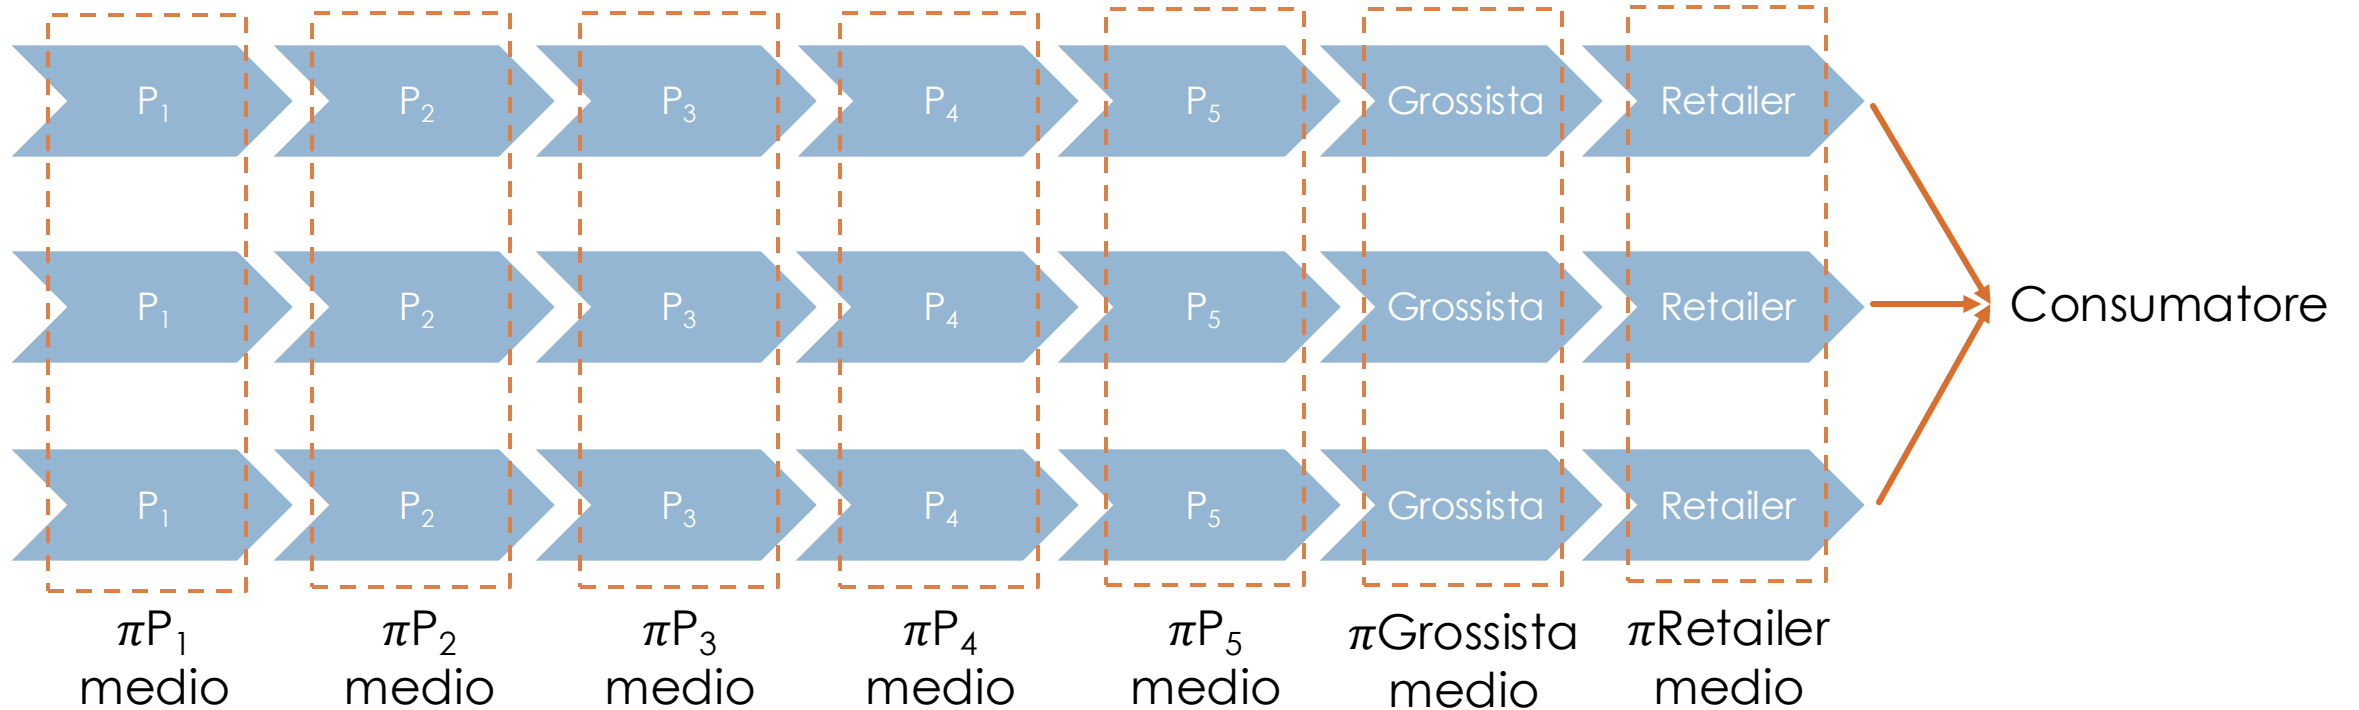 P₁ P₂ P₃ P₄ P₅ Grossista Retailer
P₁ P₂ P₃ P₄ P₅ Grossista Retailer Consumatore
P₁ P₂ P₃ P₄ P₅ Grossista Retailer
πP₁ πP₂ πP₃ πP₄ πP₅ πGrossista πRetailer
medio medio medio medio medio medio medio